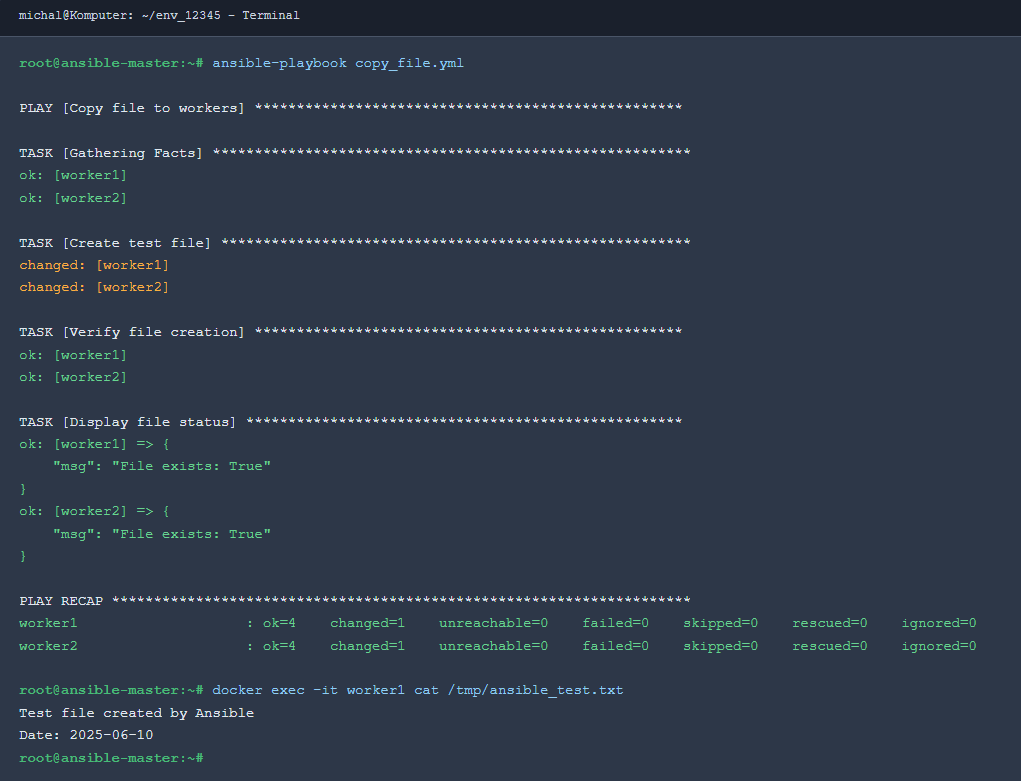 michal@Komputer: ~/env_12345 - Terminal
root@ansible-master:~# ansible-playbook copy_file.yml
PLAY [Copy file to workers] ***************************************************
TASK [Gathering Facts] *********************************************************
ok: [worker1]
ok: [worker2]
TASK [Create test file] ********************************************************
changed: [worker1]
changed: [worker2]
TASK [Verify file creation] ***************************************************
ok: [worker1]
ok: [worker2]
TASK [Display file status] ****************************************************
ok: [worker1] => {
    "msg": "File exists: True"
}
ok: [worker2] => {
    "msg": "File exists: True"
}
PLAY RECAP *********************************************************************
worker1                    : ok=4    changed=1    unreachable=0    failed=0    skipped=0    rescued=0    ignored=0
worker2                    : ok=4    changed=1    unreachable=0    failed=0    skipped=0    rescued=0    ignored=0
root@ansible-master:~# docker exec -it worker1 cat /tmp/ansible_test.txt
Test file created by Ansible
Date: 2025-06-10
root@ansible-master:~#